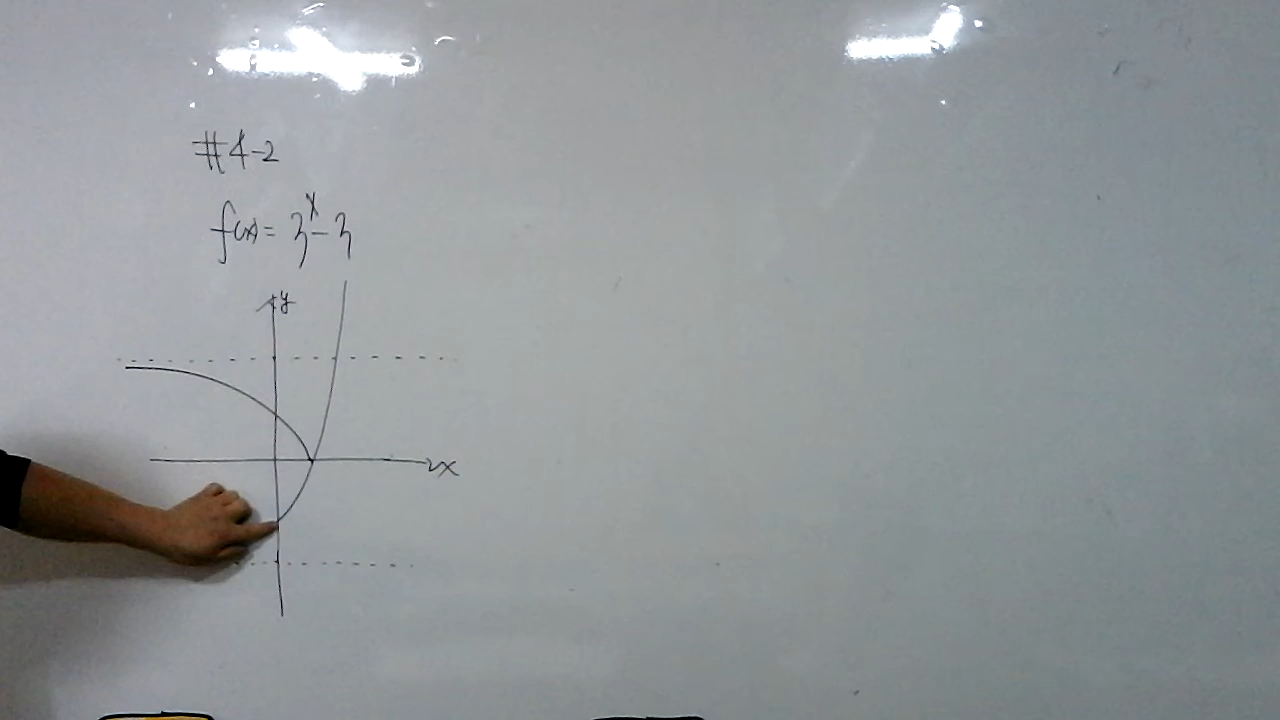 #4-2
f(x) = 3^x - 3
y
x